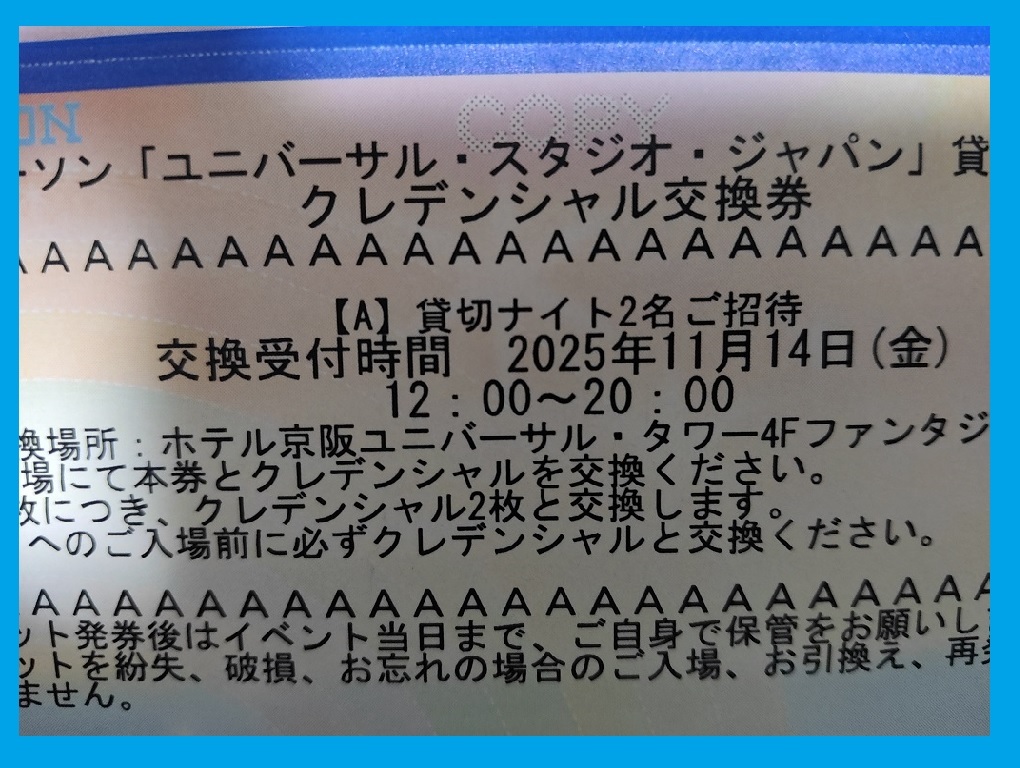 ON
COPY
ーソン「ユニバーサル・スタジオ・ジャパン」貸
クレデンシャル交換券
AAAAAAAAAAAAAAAAAAAAAA
【A】貸切ナイト2名ご招待
交換受付時間 2025年11月14日(金)
12:00～20:00
換場所:ホテル京阪ユニバーサル・タワー4Fファンタジ
場にて本券とクレデンシャルを交換ください。
枚につき、クレデンシャル2枚と交換します。
へのご入場前に必ずクレデンシャルと交換ください。
AAAAAAAAAAAAAAAAAAAAAAA
ット発券後はイベント当日まで、ご自身で保管をお願いし
ットを紛失、破損、お忘れの場合のご入場、お引換え、再発
ません。